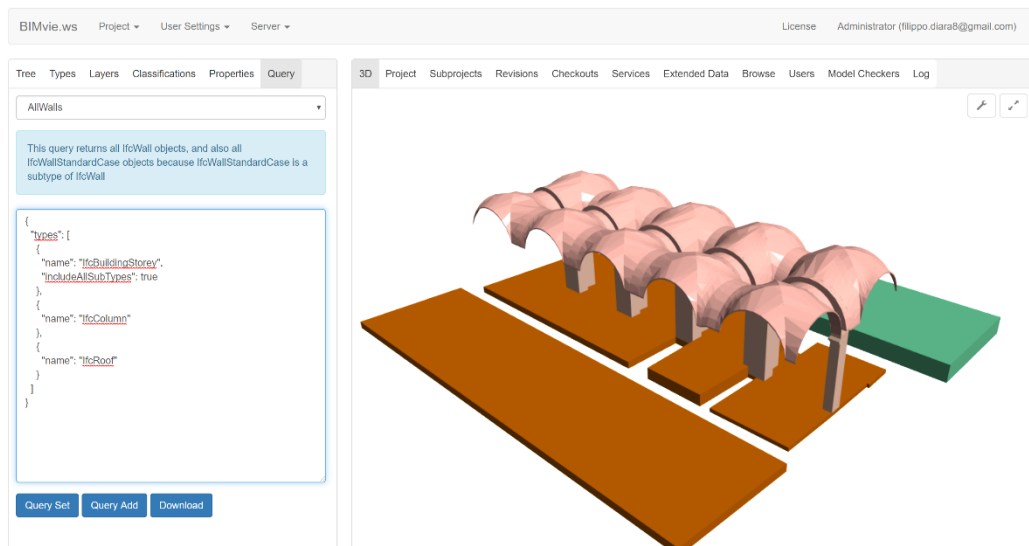 BIMvie.ws Project User Settings Server License Administrator (filippo.diara8@gmail.com)
Tree Types Layers Classifications Properties Query
3D Project Subprojects Revisions Checkouts Services Extended Data Browse Users Model Checkers Log
AllWalls
This query returns all IfcWall objects, and also all
IfcWallStandardCase objects because IfcWallStandardCase is a
subtype of IfcWall
{
"types": [
{
"name": "IfcBuildingStorey",
"includeAllSubTypes": true
},
{
"name": "IfcColumn"
},
{
"name": "IfcRoof"
}
]
}
Query Set Query Add Download